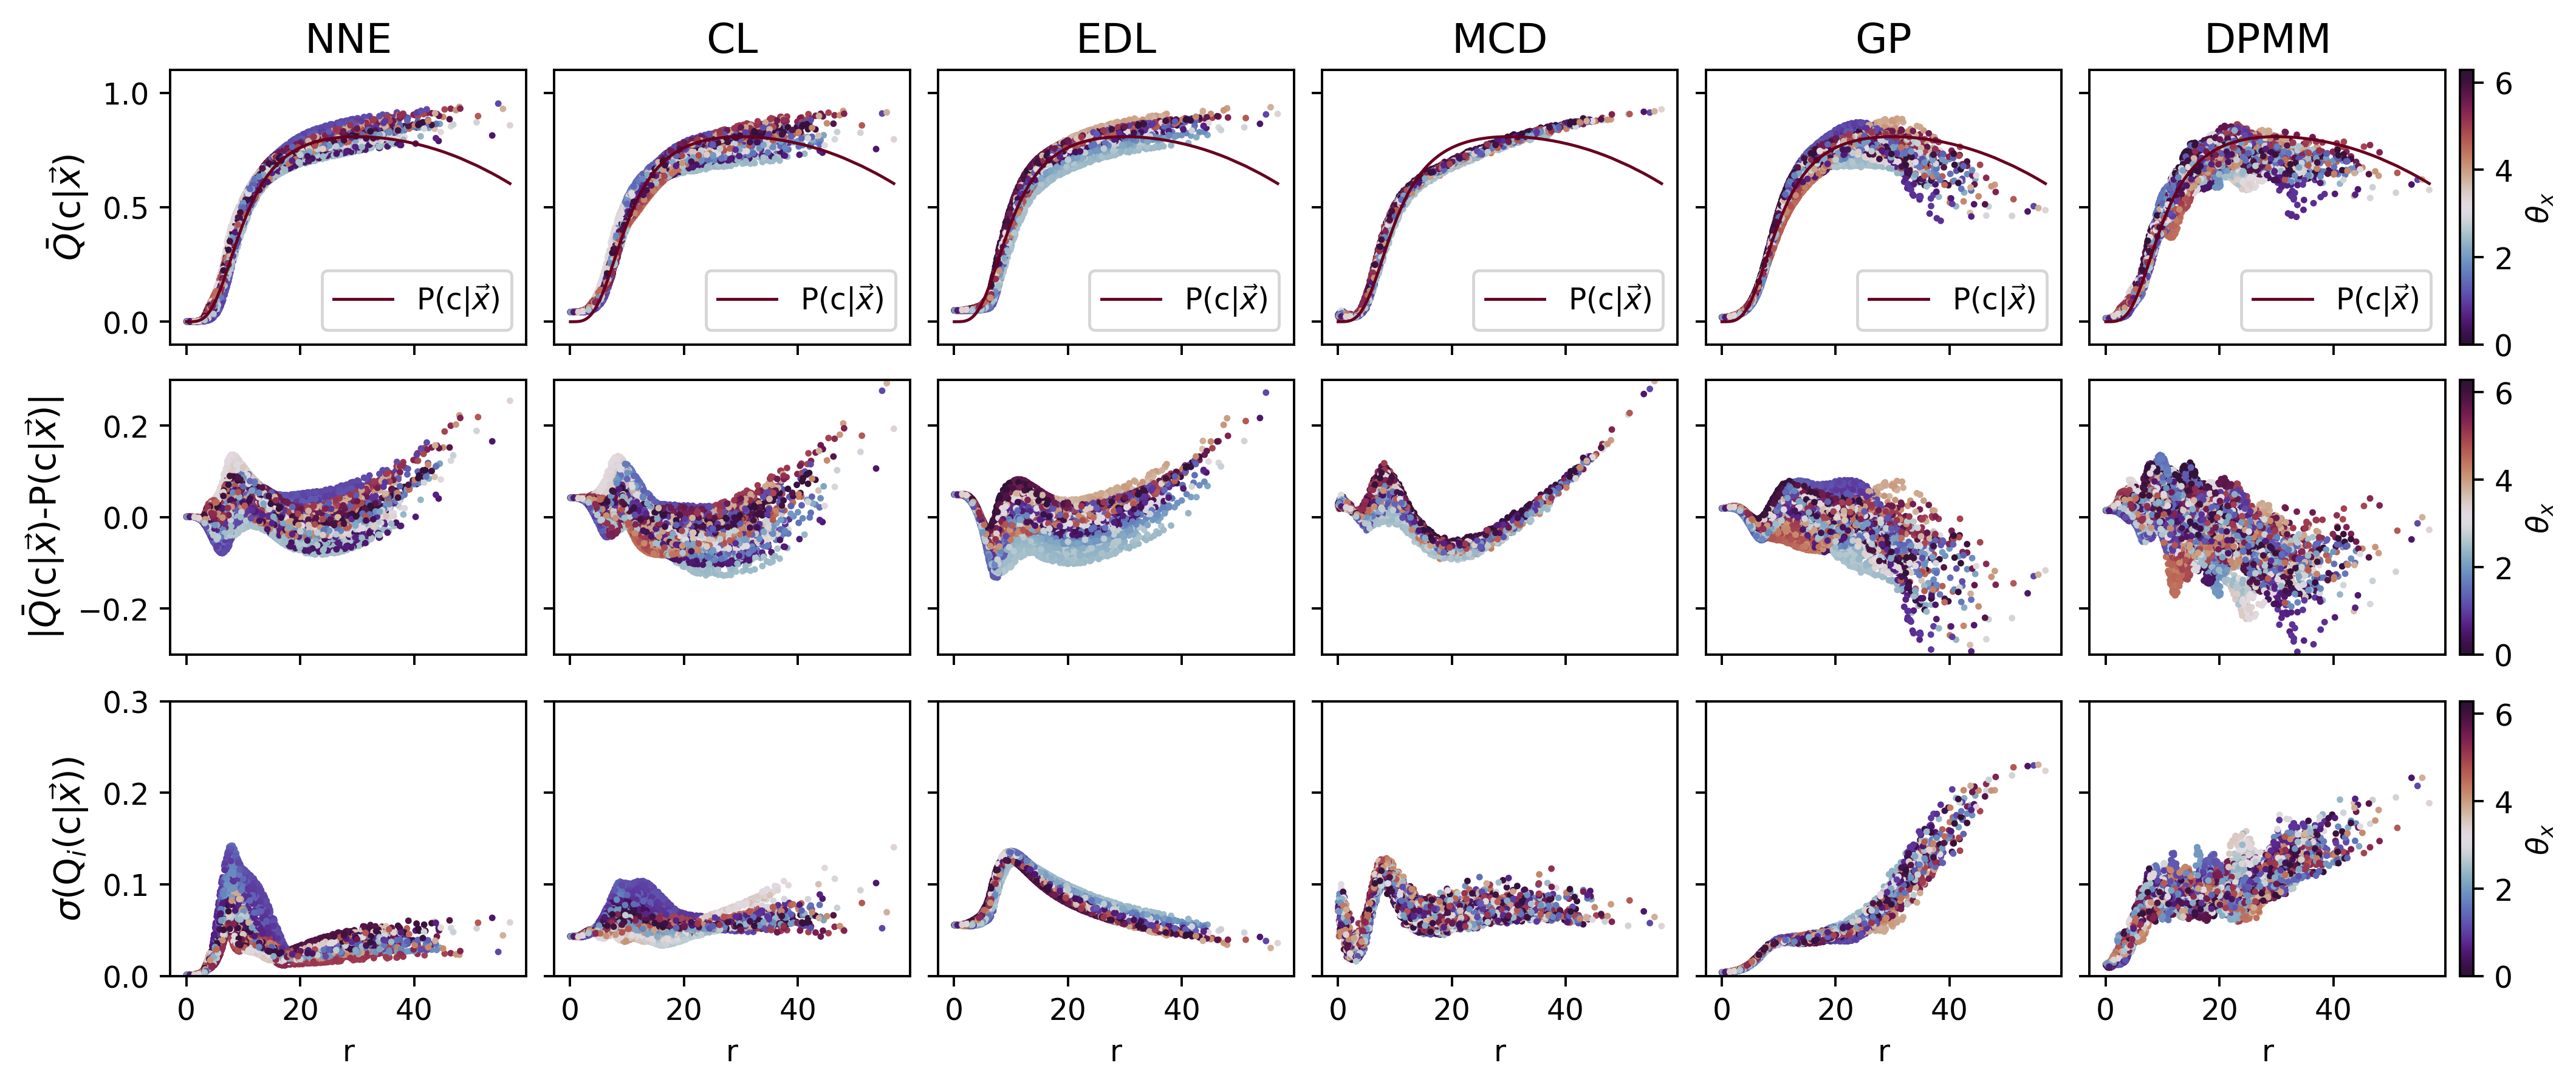 NNE CL EDL MCD GP DPMM
1.0 0.5 0.0
Q̄(c|x⃗)
P(c|x⃗) P(c|x⃗) P(c|x⃗) P(c|x⃗) P(c|x⃗) P(c|x⃗)
6 4 2 0
θₓ
0.2 0.0 −0.2
|Q̄(c|x⃗)-P(c|x⃗)|
6 4 2 0
θₓ
0.3 0.2 0.1 0.0
σ(Qᵢ(c|x⃗))
6 4 2 0
θₓ
0 20 40 0 20 40 0 20 40 0 20 40 0 20 40 0 20 40
r r r r r r